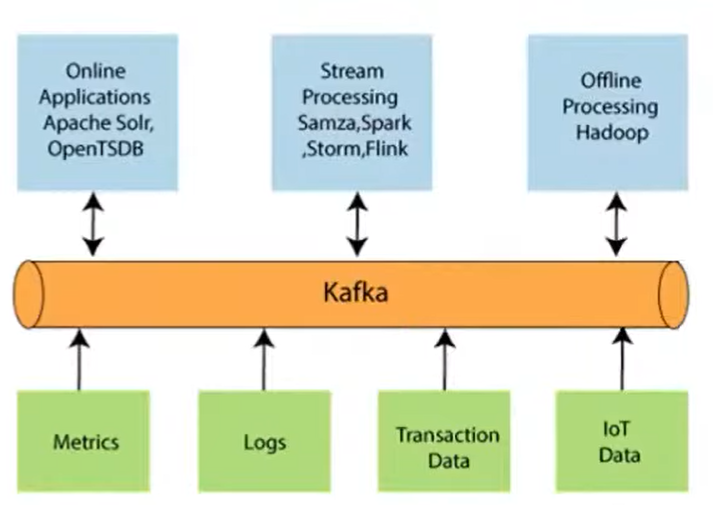 Online
Applications
Apache Solr,
OpenTSDB
Stream
Processing
Samza,Spark
,Storm,Flink
Offline
Processing
Hadoop
Kafka
Metrics
Logs
Transaction
Data
IoT
Data